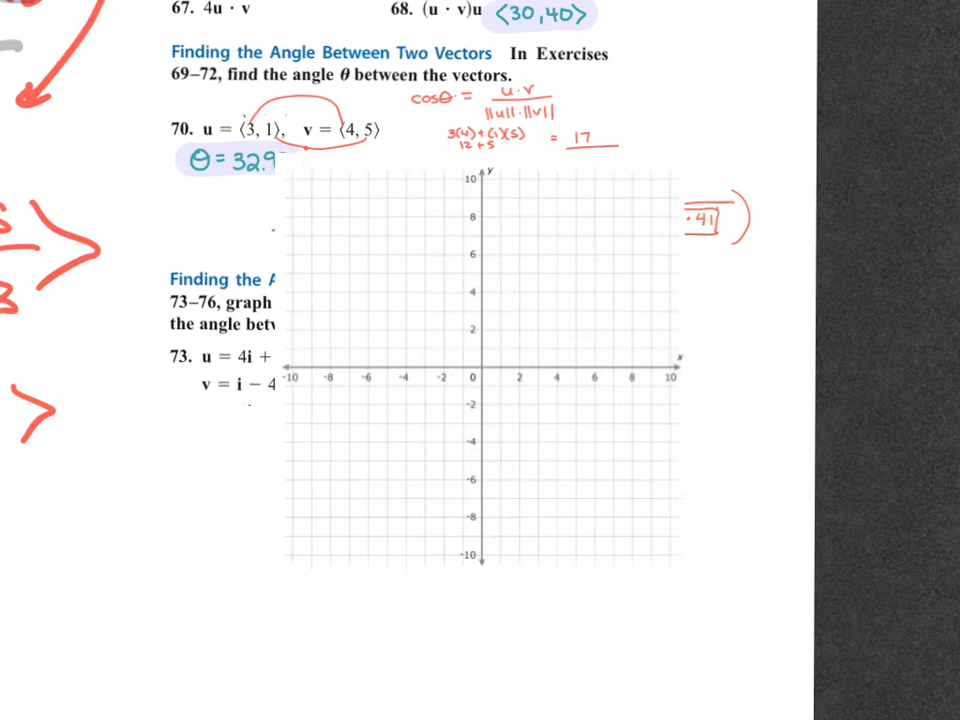 67. 4u · v
68. (u · v)u ⟨30,40⟩
Finding the Angle Between Two Vectors In Exercises
69–72, find the angle θ between the vectors.
cosθ = u·v / ||u||·||v||
70. u = ⟨3, 1⟩, v = ⟨4, 5⟩
3(4)+(1)(5) = 17
12+5
θ = 32.9
y
10
8
· 41
6
Finding the
4
73–76, graph
2
the angle
73. u = 4i +
x
-10 -8 -6 -4 -2 0 2 4 6 8 10
v = i − 4
-2
-4
-6
-8
-10